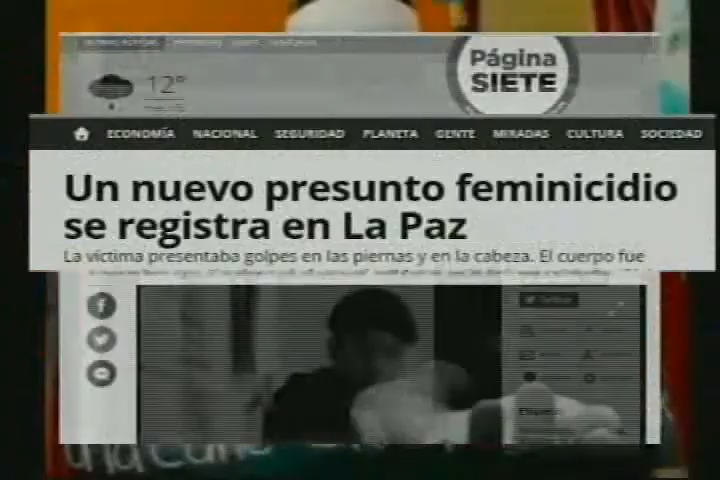 12°
Página
SIETE
ECONOMÍA NACIONAL SEGURIDAD PLANETA GENTE MIRADAS CULTURA SOCIEDAD
Un nuevo presunto feminicidio
se registra en La Paz
La víctima presentaba golpes en las piernas y en la cabeza. El cuerpo fue